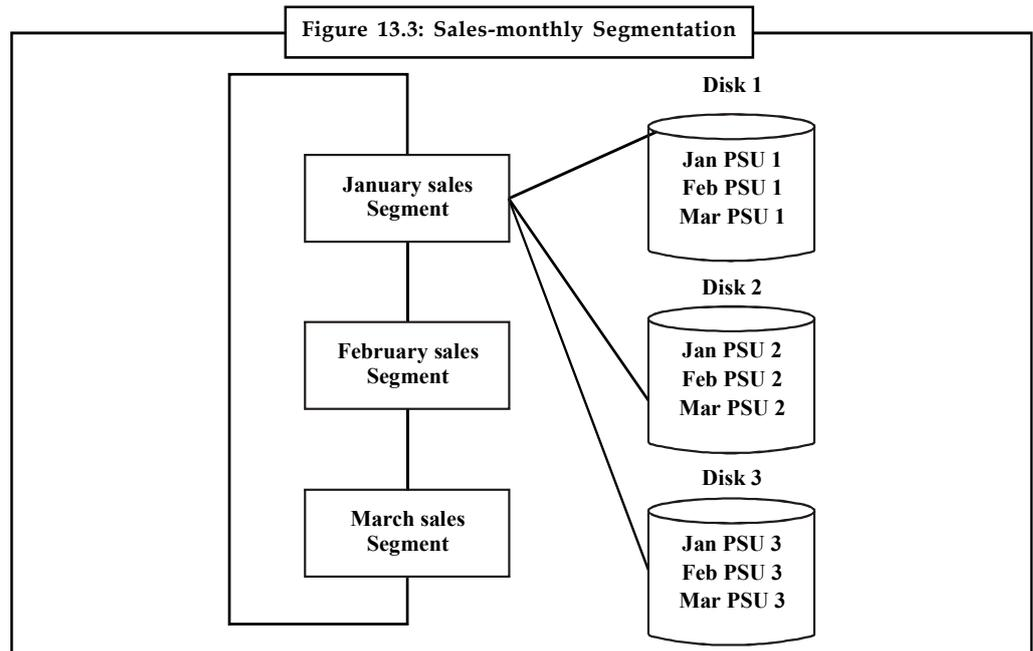 Figure 13.3: Sales-monthly Segmentation
January sales
Segment
February sales
Segment
March sales
Segment
Disk 1
Jan PSU 1
Feb PSU 1
Mar PSU 1
Disk 2
Jan PSU 2
Feb PSU 2
Mar PSU 2
Disk 3
Jan PSU 3
Feb PSU 3
Mar PSU 3